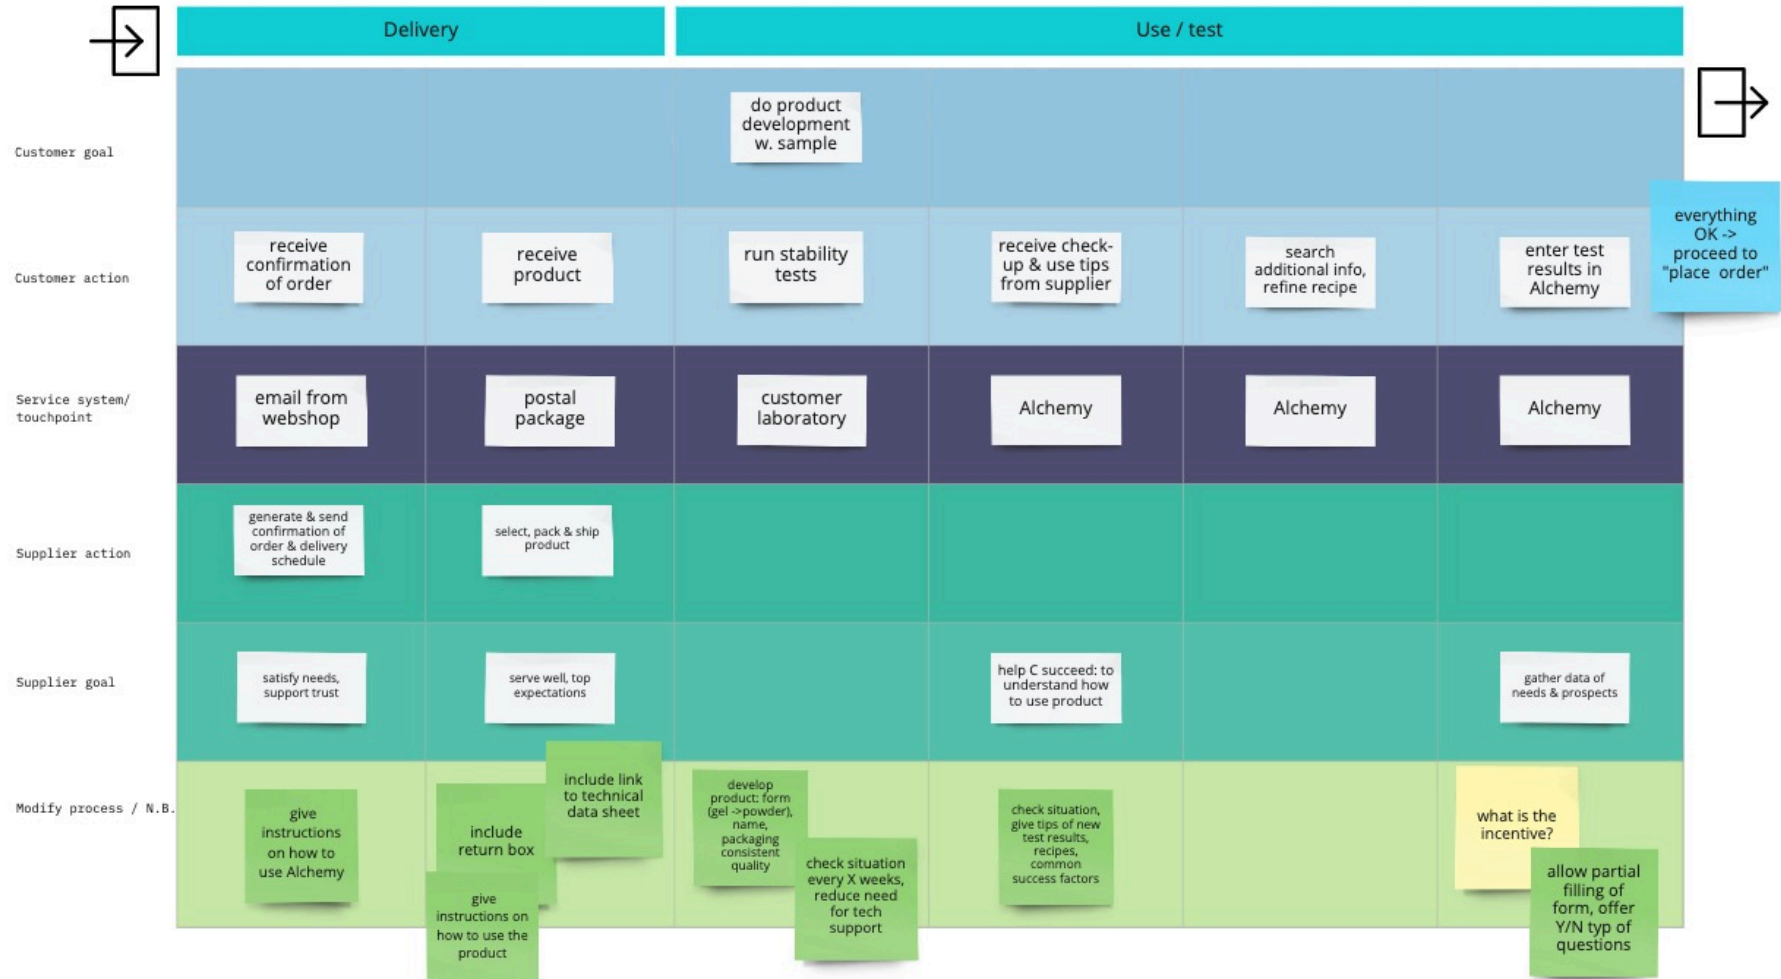 Delivery
Use / test
Customer goal
do product
development
w. sample
Customer action
receive
confirmation
of order
receive
product
run stability
tests
receive check-
up & use tips
from supplier
search
additional info,
refine recipe
enter test
results in
Alchemy
everything
OK ->
proceed to
"place order"
Service system/
touchpoint
email from
webshop
postal
package
customer
laboratory
Alchemy
Alchemy
Alchemy
Supplier action
generate & send
confirmation of
order & delivery
schedule
select, pack & ship
product
Supplier goal
satisfy needs,
support trust
serve well, top
expectations
help C succeed: to
understand how
to use product
gather data of
needs & prospects
Modify process / N.B.
give
instructions
on how to
use Alchemy
include
return box
include link
to technical
data sheet
give
instructions on
how to use the
product
develop
product: form
(gel ->powder),
name,
packaging
consistent
quality
check situation
every X weeks,
reduce need
for tech
support
check situation,
give tips of new
test results,
recipes,
common
success factors
what is the
incentive?
allow partial
filling of
form, offer
Y/N typ of
questions